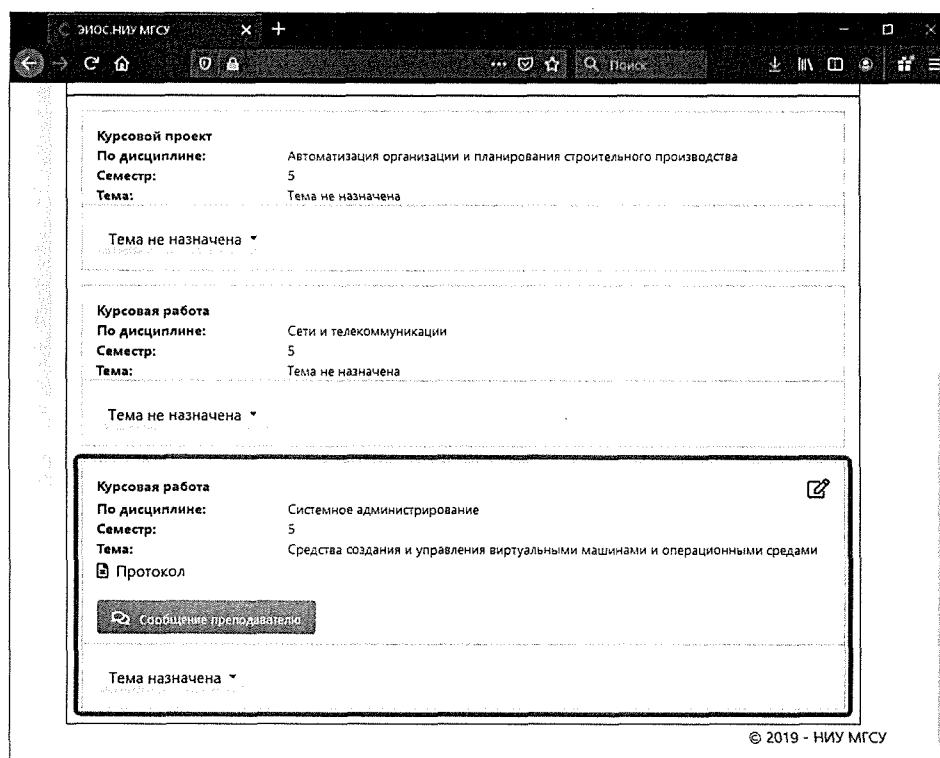 ЭИОС.НИУ МГСУ
Поиск
Курсовой проект
По дисциплине: Автоматизация организации и планирования строительного производства
Семестр: 5
Тема: Тема не назначена
Тема не назначена
Курсовая работа
По дисциплине: Сети и телекоммуникации
Семестр: 5
Тема: Тема не назначена
Тема не назначена
Курсовая работа
По дисциплине: Системное администрирование
Семестр: 5
Тема: Средства создания и управления виртуальными машинами и операционными средами
Протокол
Сообщение преподавателю
Тема назначена
© 2019 - НИУ МГСУ